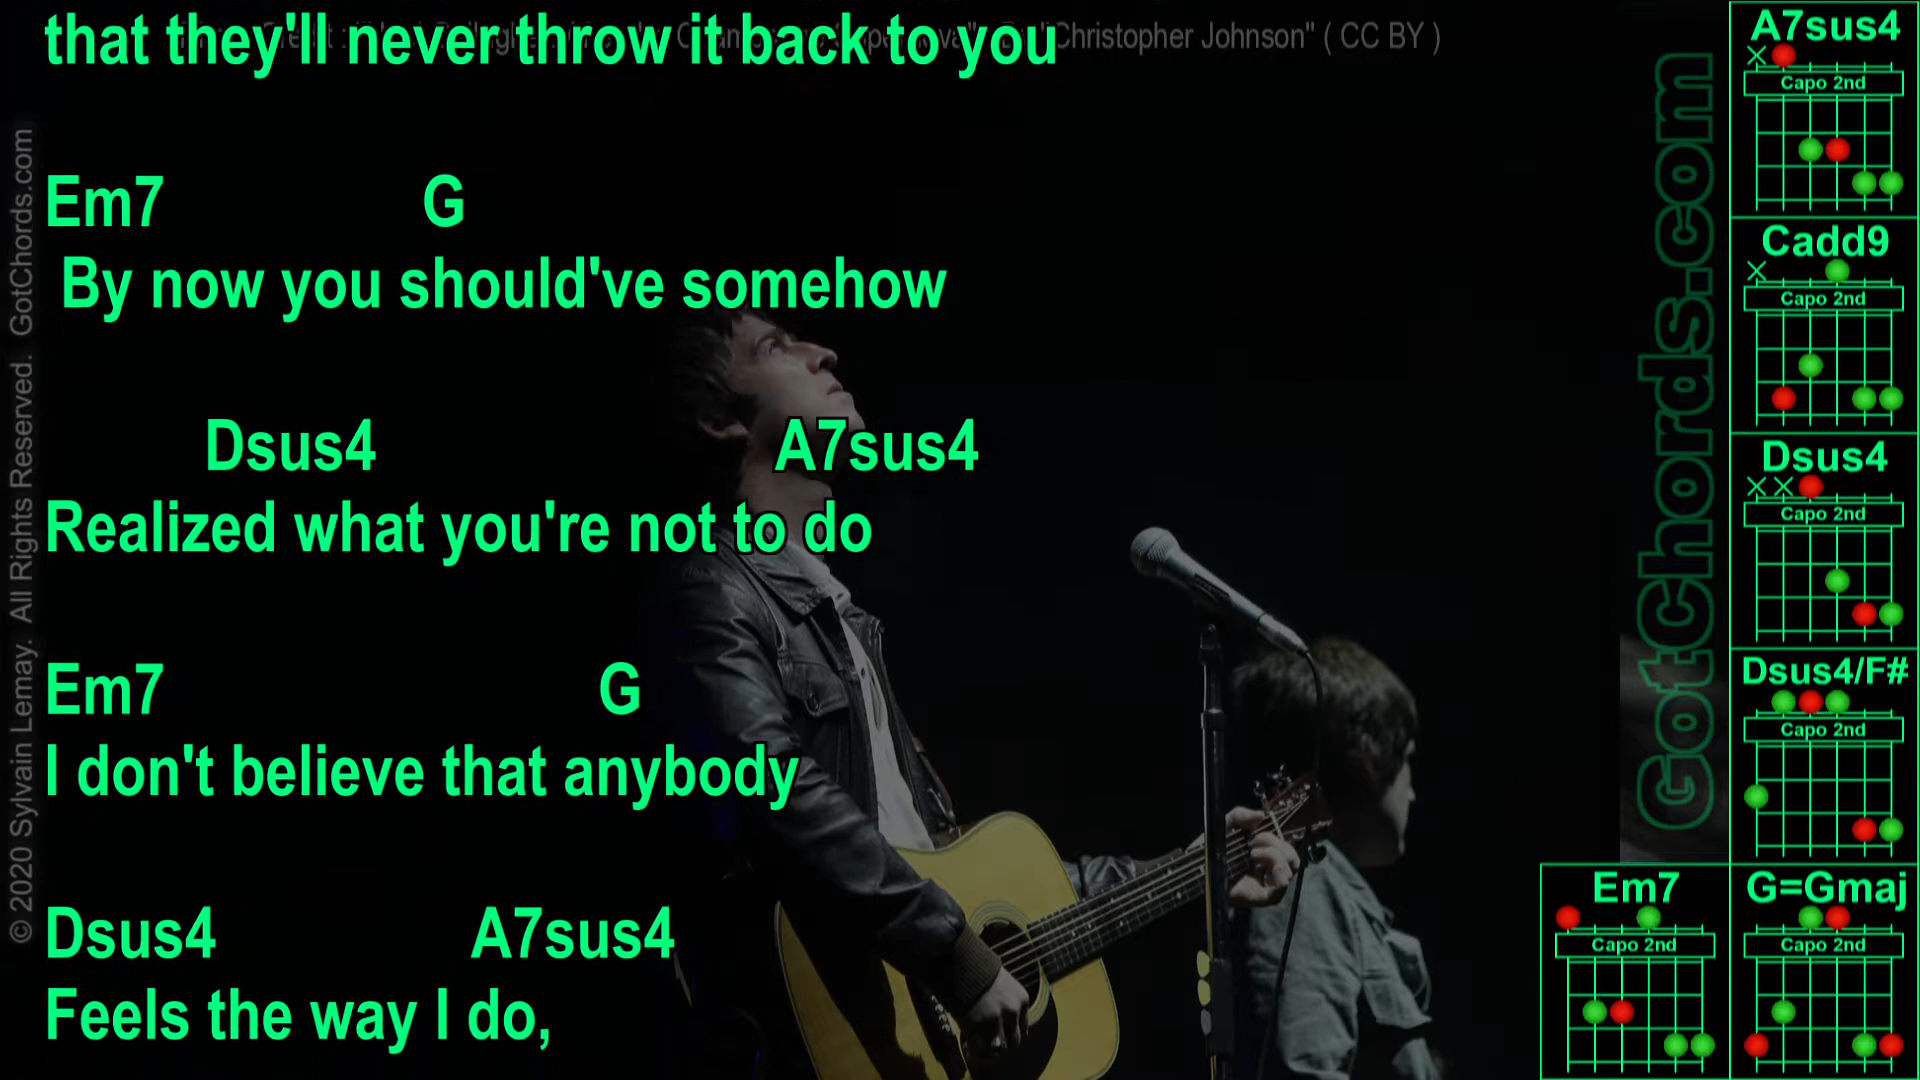 that they'll never throw it back to you
Christopher Johnson" ( CC BY )
Em7 G
By now you should've somehow
Dsus4 A7sus4
Realized what you're not to do
Em7 G
I don't believe that anybody
Dsus4 A7sus4
Feels the way I do,
© 2020 Sylvain Lemay. All Rights Reserved. GotChords.com
GotChords.com
A7sus4
Capo 2nd
Cadd9
Capo 2nd
Dsus4
Capo 2nd
Dsus4/F#
Capo 2nd
Em7
Capo 2nd
G=Gmaj
Capo 2nd